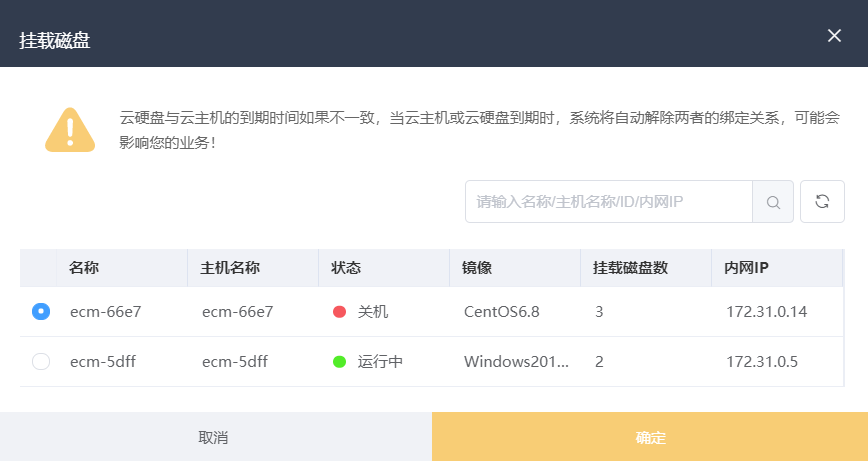 挂载磁盘
云硬盘与云主机的到期时间如果不一致，当云主机或云硬盘到期时，系统将自动解除两者的绑定关系，可能会
影响您的业务！
请输入名称/主机名称/ID/内网IP
名称 主机名称 状态 镜像 挂载磁盘数 内网IP
ecm-66e7 ecm-66e7 关机 CentOS6.8 3 172.31.0.14
ecm-5dff ecm-5dff 运行中 Windows201... 2 172.31.0.5
取消 确定